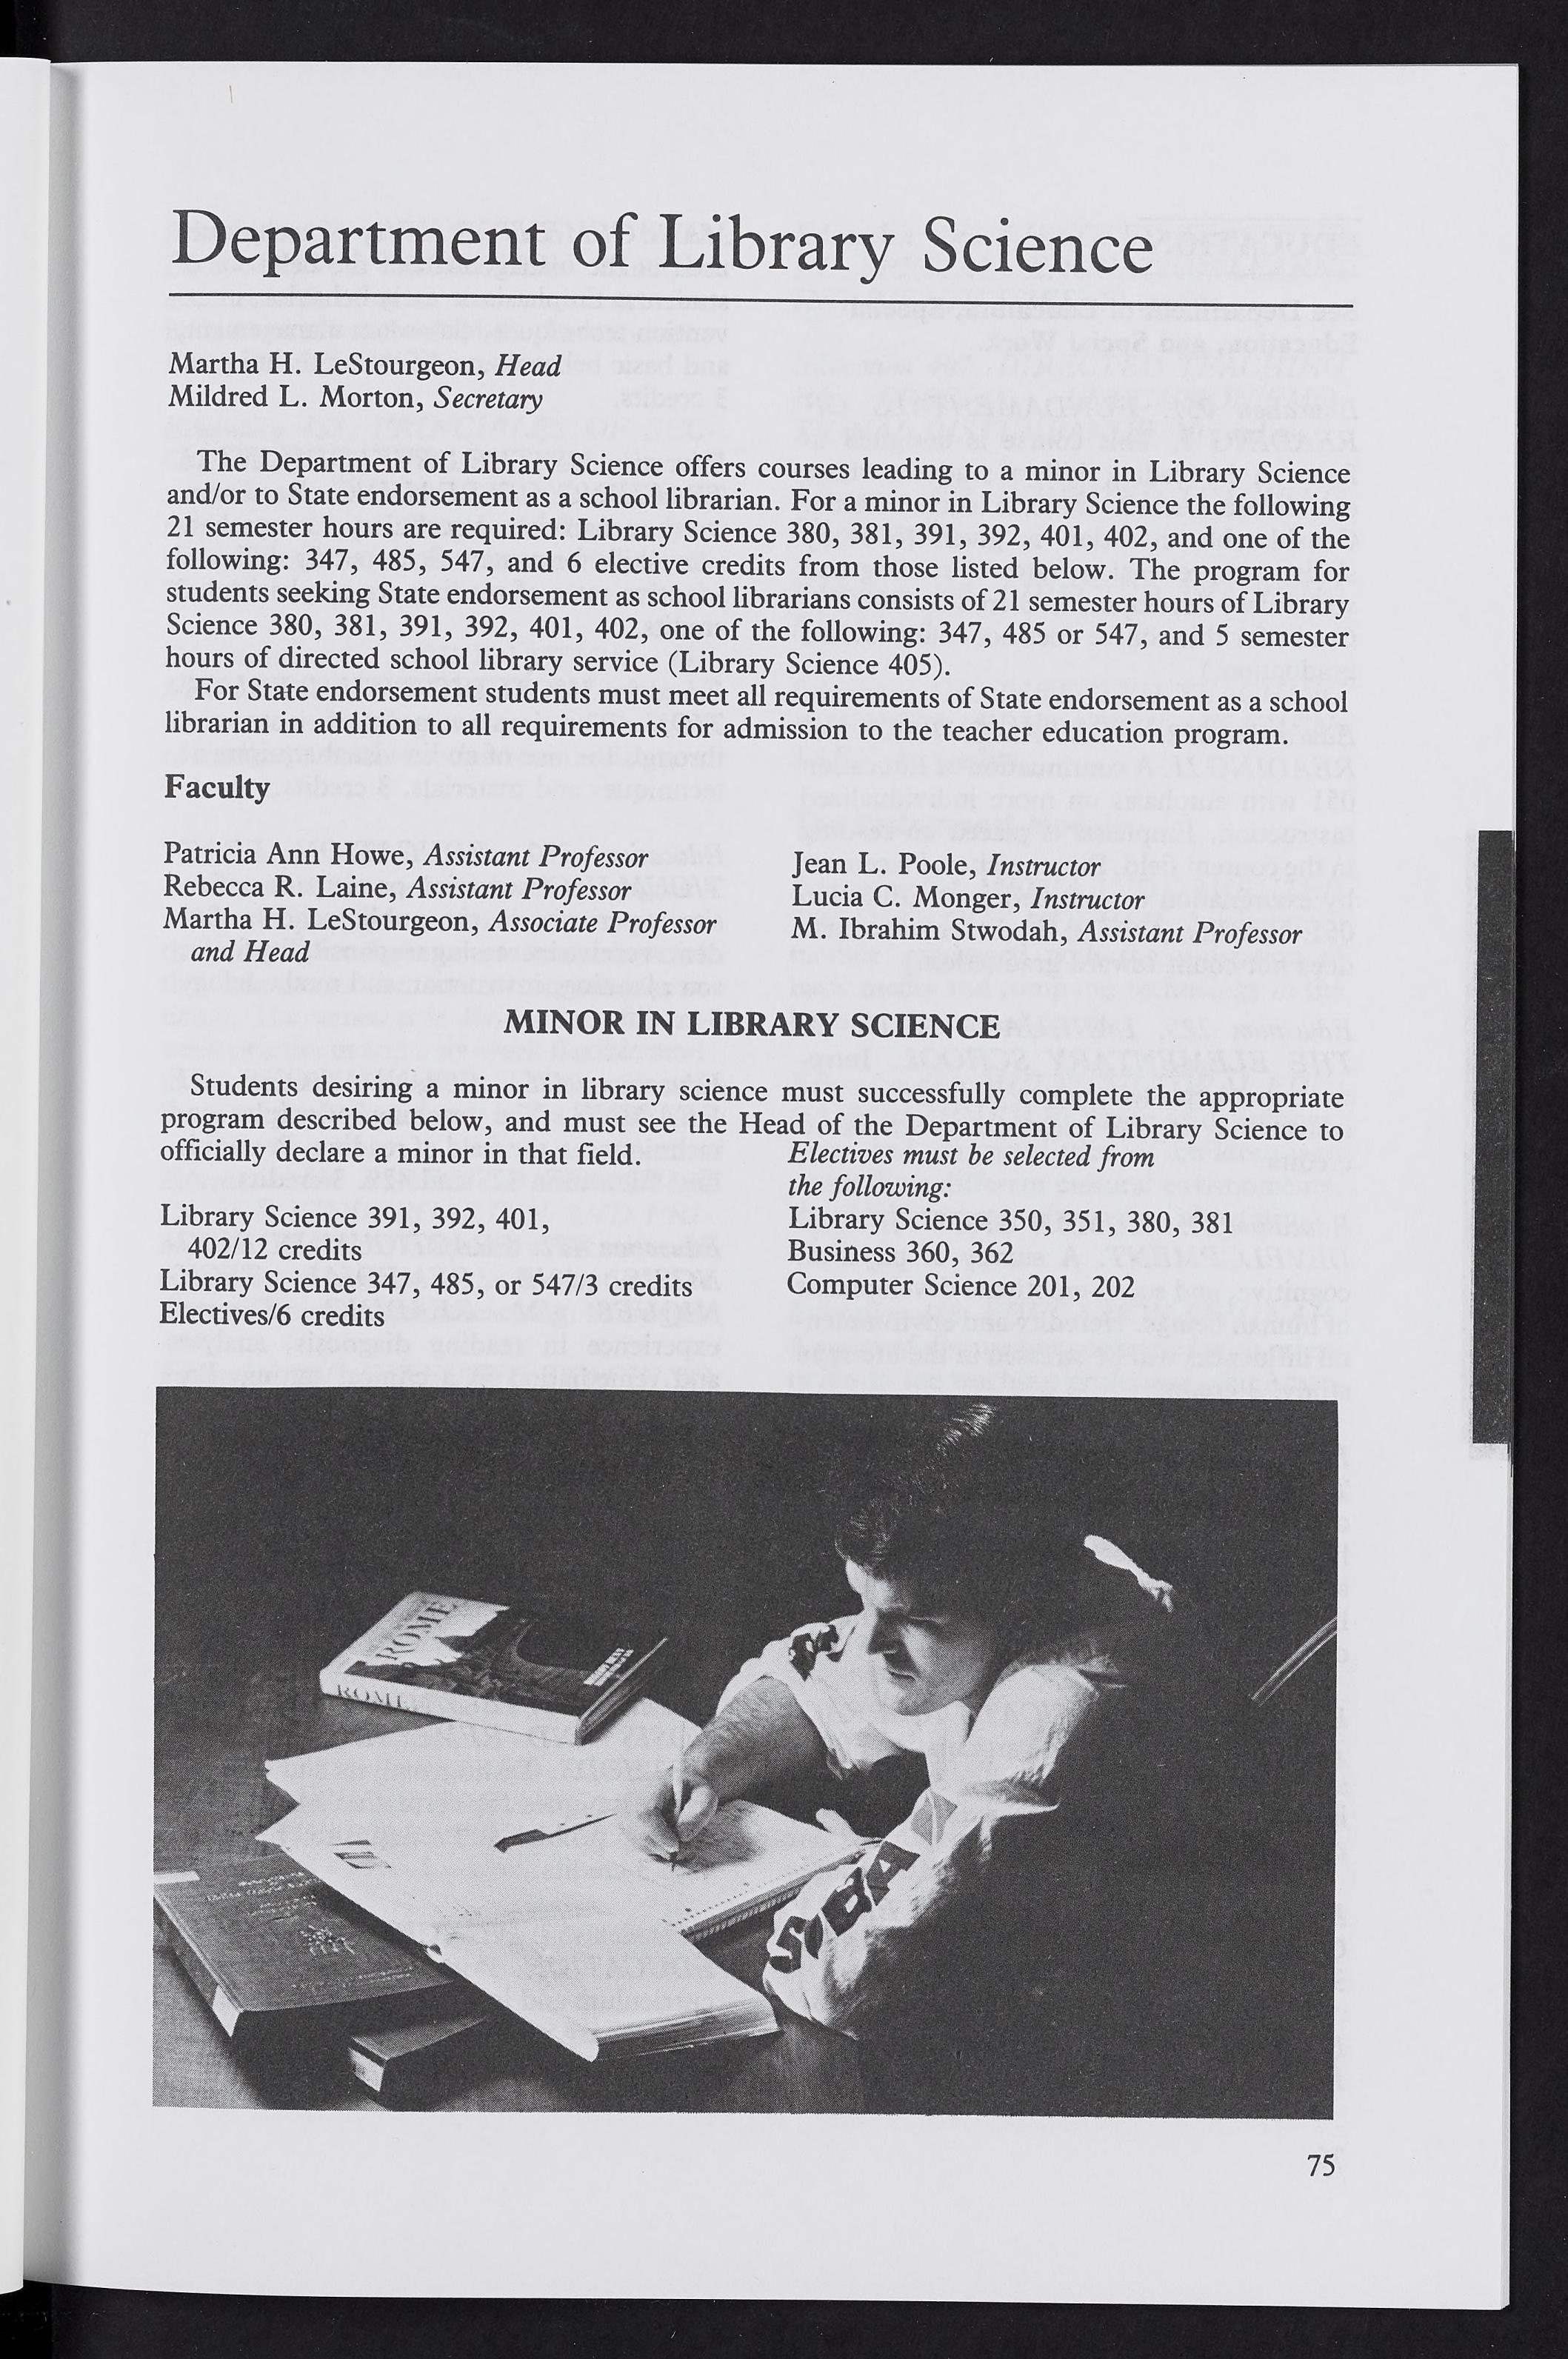 Department of Library Science
Martha H. LeStourgeon, Head
Mildred L. Morton, Secretary
The Department of Library Science offers courses leading to a minor in Library Science
and/or to State endorsement as a school librarian. For a minor in Library Science the following
21 semester hours are required: Library Science 380, 381, 391, 392, 401, 402, and one of the
following: 347, 485, 547, and 6 elective credits from those listed below. The program for
students seeking State endorsement as school librarians consists of 21 semester hours of Library
Science 380, 381, 391, 392, 401, 402, one of the following: 347, 485 or 547, and 5 semester
hours of directed school library service (Library Science 405).
For State endorsement students must meet all requirements of State endorsement as a school
librarian in addition to all requirements for admission to the teacher education program.
Faculty
Patricia Ann Howe, Assistant Professor
Rebecca R. Laine, Assistant Professor
Martha H. LeStourgeon, Associate Professor
and Head
Jean L. Poole, Instructor
Lucia C. Monger, Instructor
M. Ibrahim Stwodah, Assistant Professor
MINOR IN LIBRARY SCIENCE
Students desiring a minor in library science must successfully complete the appropriate
program described below, and must see the Head of the Department of Library Science to
officially declare a minor in that field.
Library Science 391, 392, 401,
402/12 credits
Library Science 347, 485, or 547/3 credits
Electives/6 credits
Electives must be selected from
the following:
Library Science 350, 351, 380, 381
Business 360, 362
Computer Science 201, 202
ROME
ROME
75